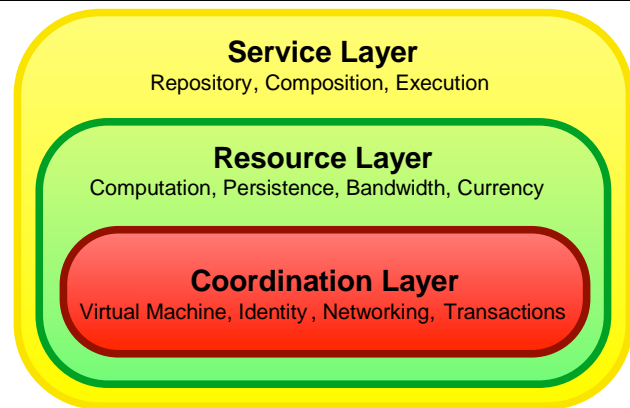 Service Layer
Repository, Composition, Execution
Resource Layer
Computation, Persistence, Bandwidth, Currency
Coordination Layer
Virtual Machine, Identity , Networking, Transactions